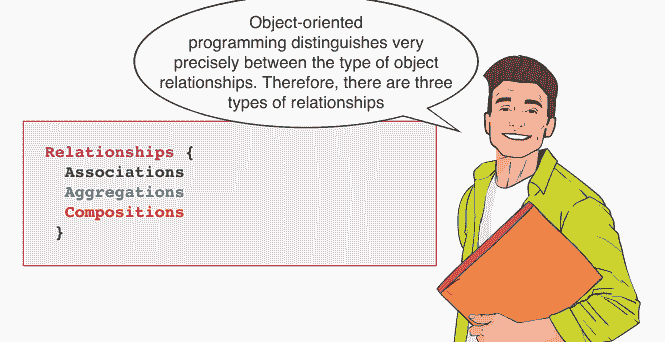 Object-oriented
programming distinguishes very
precisely between the type of object
relationships. Therefore, there are three
types of relationships
Relationships {
Associations
Aggregations
Compositions
}